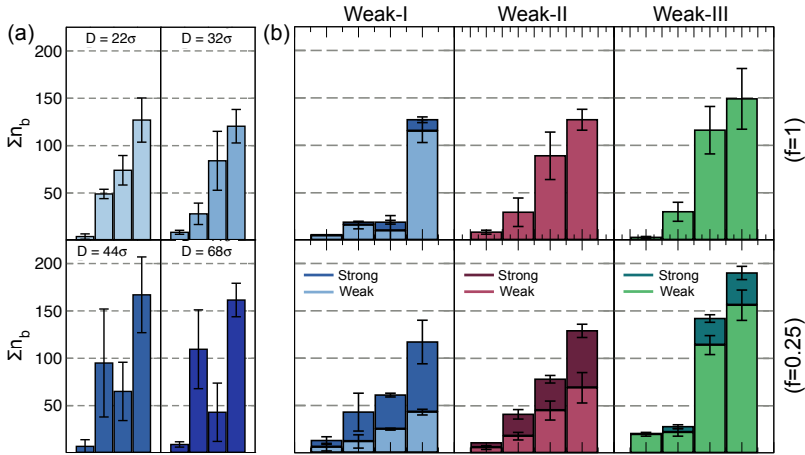 (a)
(b)
Weak-I
Weak-II
Weak-III
D = 22σ
D = 32σ
200
150
100
50
Σn_b
(f=1)
D = 44σ
D = 68σ
200
150
100
50
Σn_b
Strong
Weak
Strong
Weak
Strong
Weak
(f=0.25)